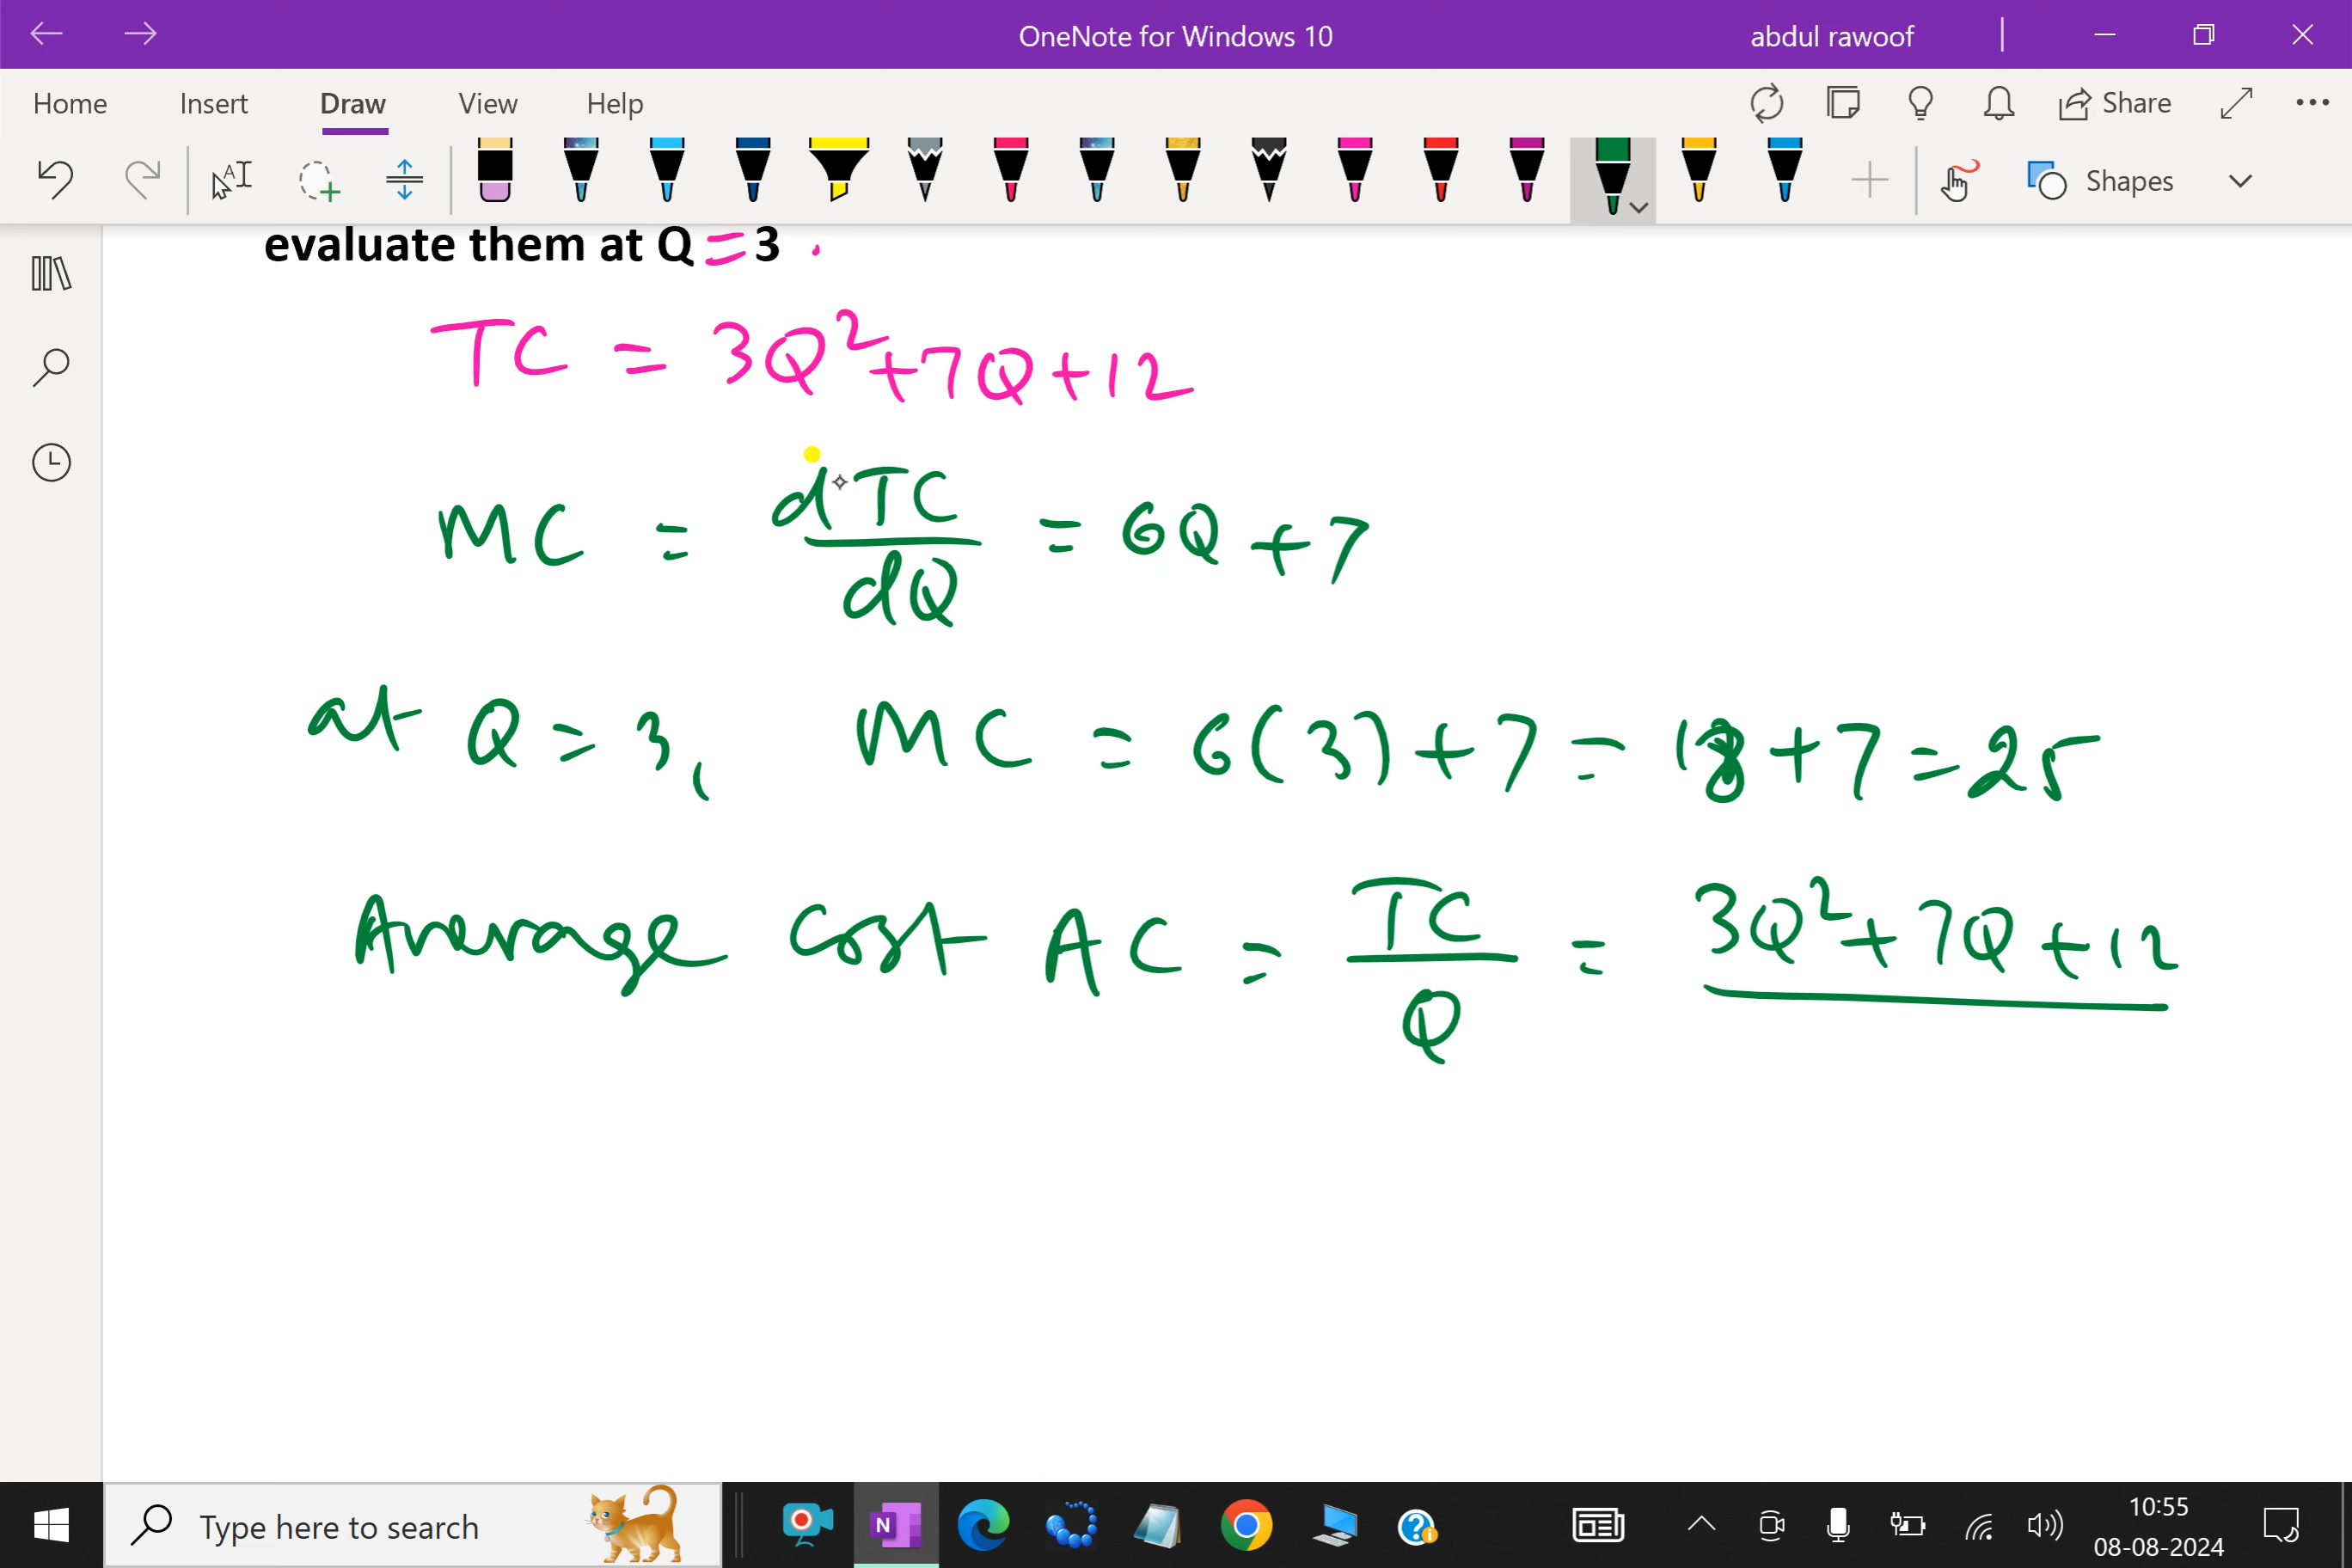 OneNote for Windows 10
abdul rawoof
Home Insert Draw View Help Share
Shapes
evaluate them at Q = 3 .
TC = 3Q²+7Q+12
MC = dTC/dQ = 6Q + 7
at Q = 3, MC = 6(3)+7 = 18+7 = 25
Average Cost AC = TC/Q = 3Q²+7Q+12
Type here to search
10:55
08-08-2024